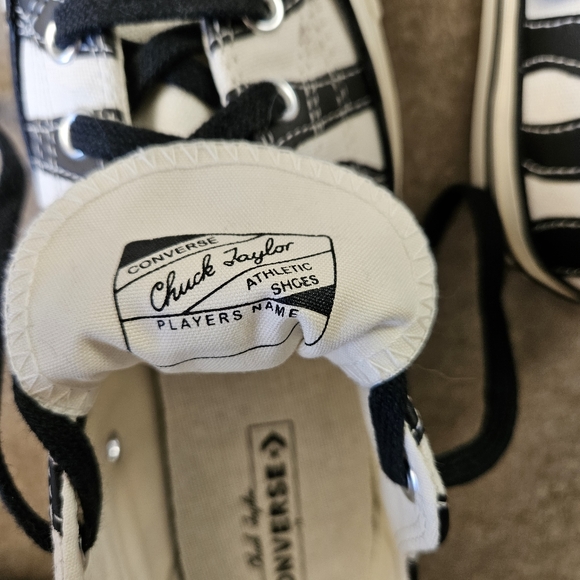 CONVERSE
Chuck Taylor
ATHLETIC
SHOES
PLAYERS NAME
Chuck Taylor
CONVERSE